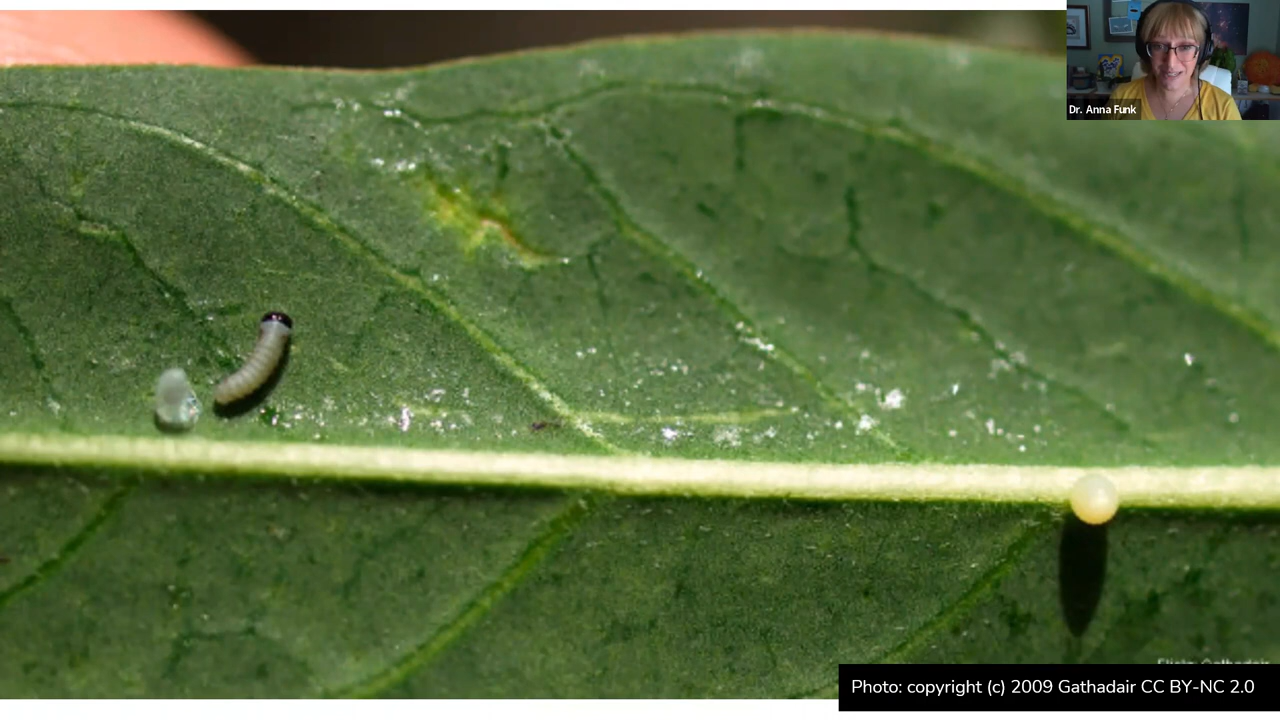 Dr. Anna Funk
Photo: copyright (c) 2009 Gathadair CC BY-NC 2.0